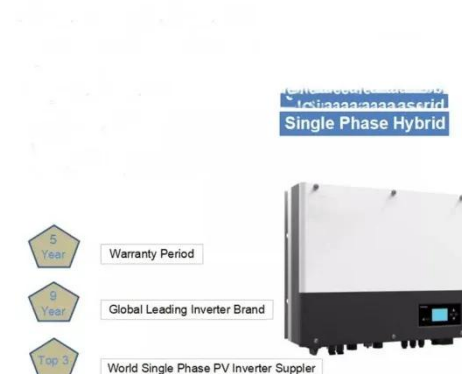 Single Phase Hybrid
5
Year
Warranty Period
9
Year
Global Leading Inverter Brand
Top 3
World Single Phase PV Inverter Suppler